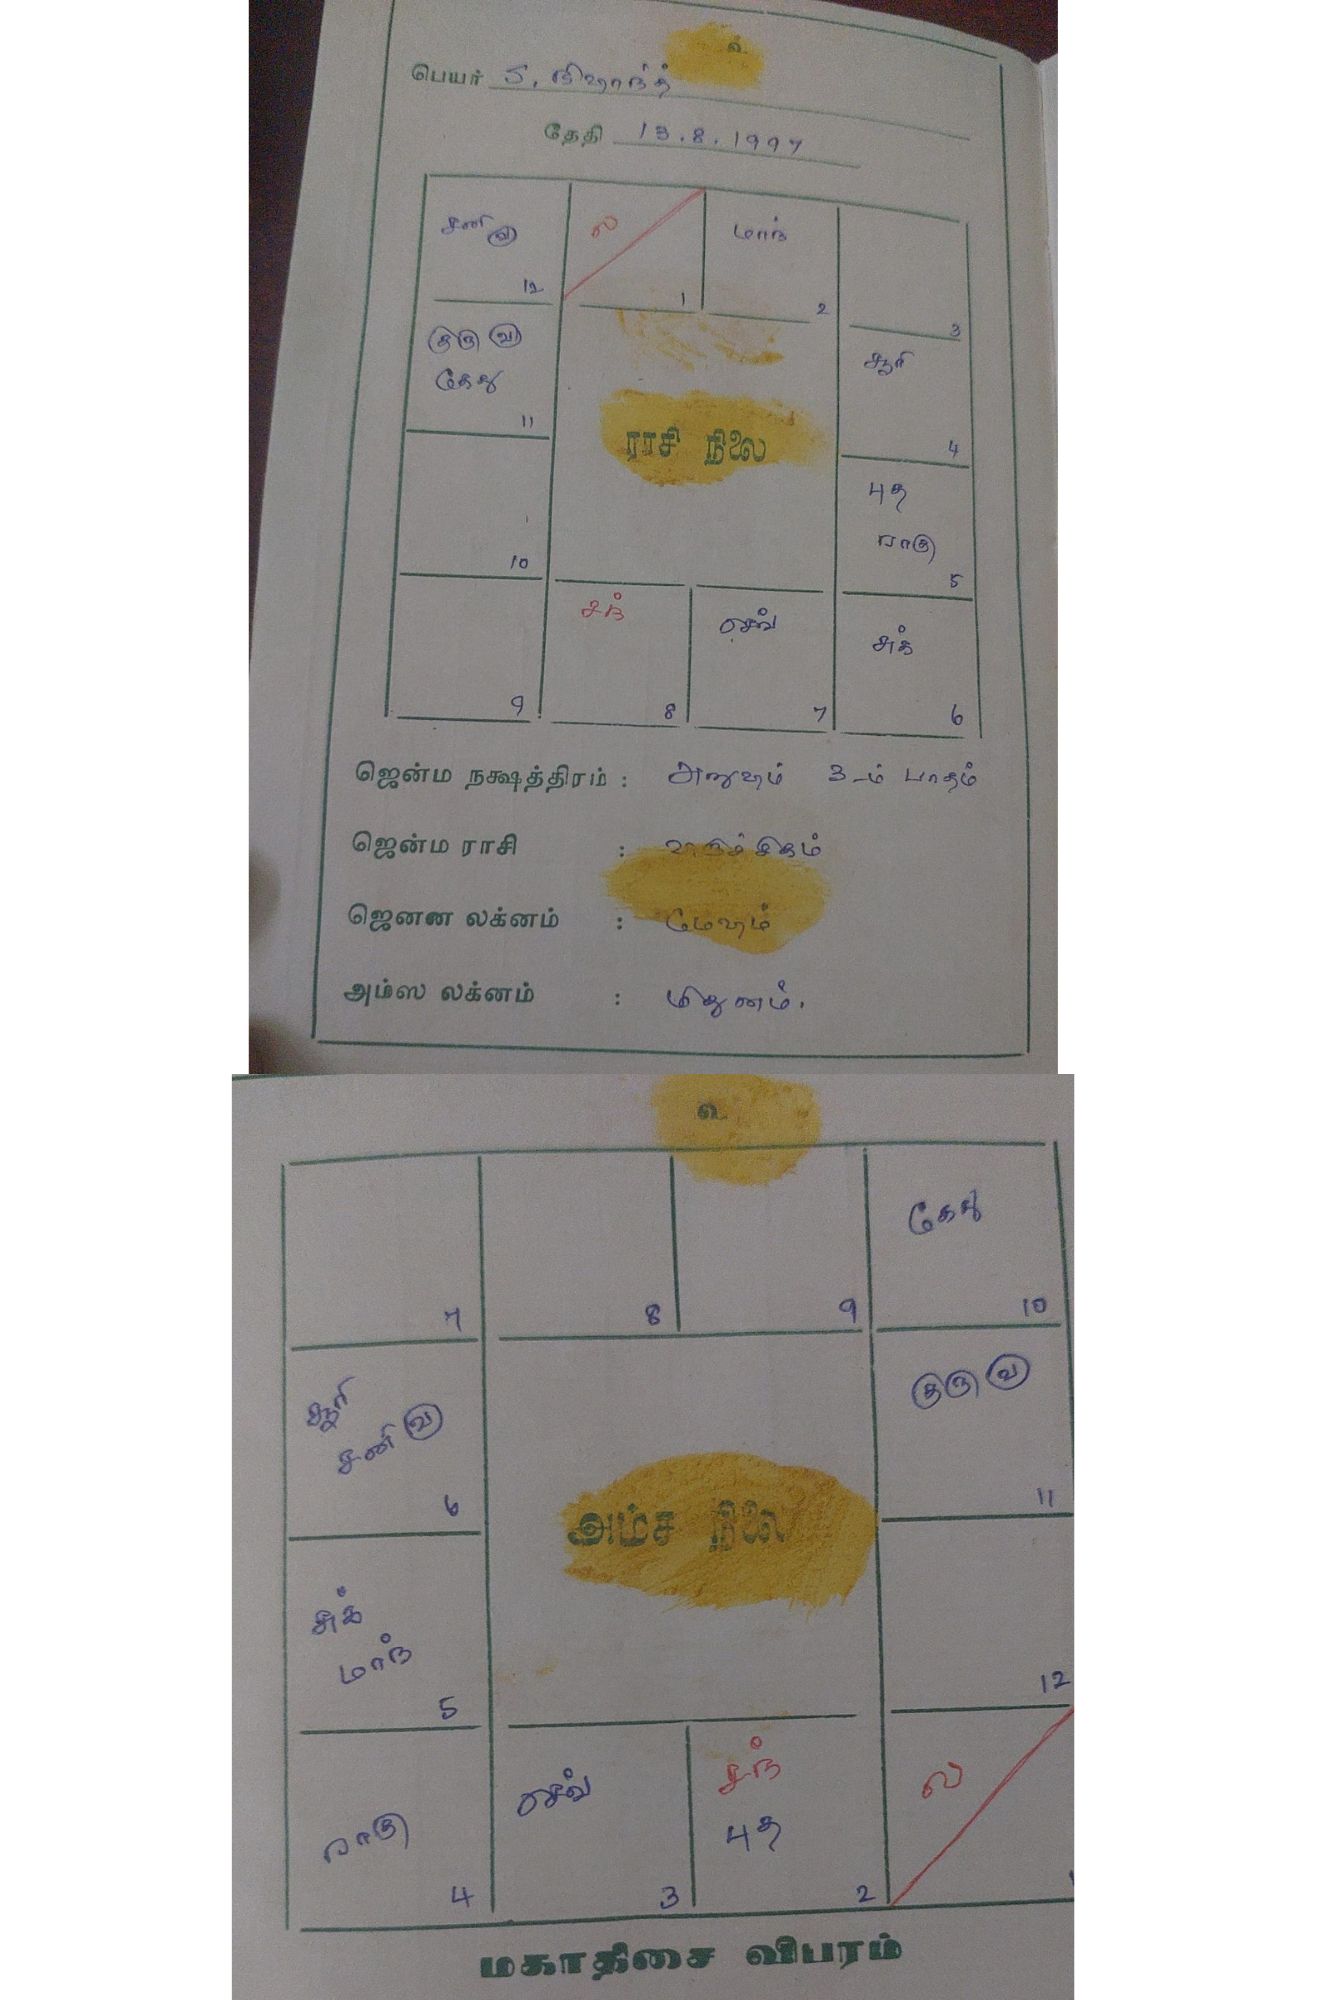 உ
பெயர் S. நிஷாந்த்
தேதி 13.8.1997
சனி வ
12
ல
1
மாந்
2
3
குரு வ
கேது
11
ராசி நிலை
சூரி
4
10
புத
ராகு
5
9
சந்
8
செவ்
7
சுக்
6
ஜென்ம நக்ஷத்திரம் : அனுஷம் 3-ம் பாதம்
ஜென்ம ராசி : விருச்சிகம்
ஜெனன லக்னம் : மேஷம்
அம்ஸ லக்னம் : மிதுனம்.
உ
7
8
9
கேது
10
சூரி
சனி வ
6
அம்ச நிலை
குரு வ
11
சுக்
மாந்
5
12
ராகு
4
செவ்
3
சந்
புத
2
ல
மகாதிசை விபரம்